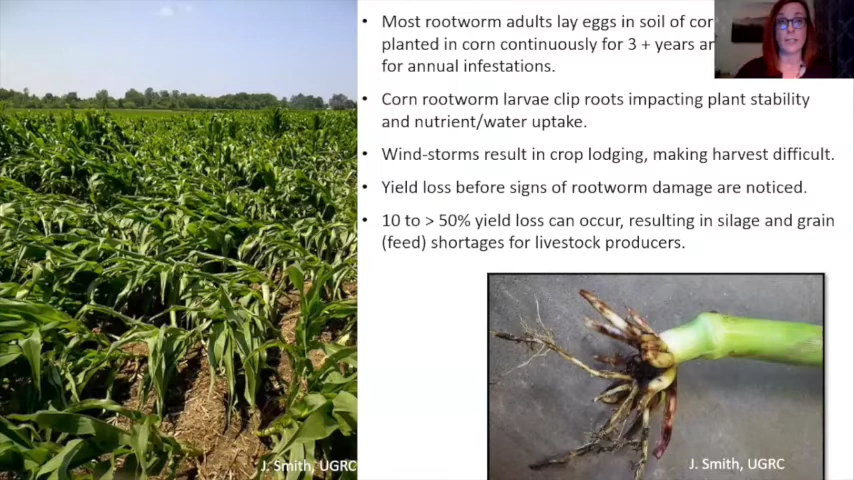 • Most rootworm adults lay eggs in soil of
planted in corn continuously for 3 + years
for annual infestations.
• Corn rootworm larvae clip roots impacting plant stability
and nutrient/water uptake.
• Wind-storms result in crop lodging, making harvest difficult.
• Yield loss before signs of rootworm damage are noticed.
• 10 to > 50% yield loss can occur, resulting in silage and grain
(feed) shortages for livestock producers.
J. Smith, UGRC
J. Smith, UGRC